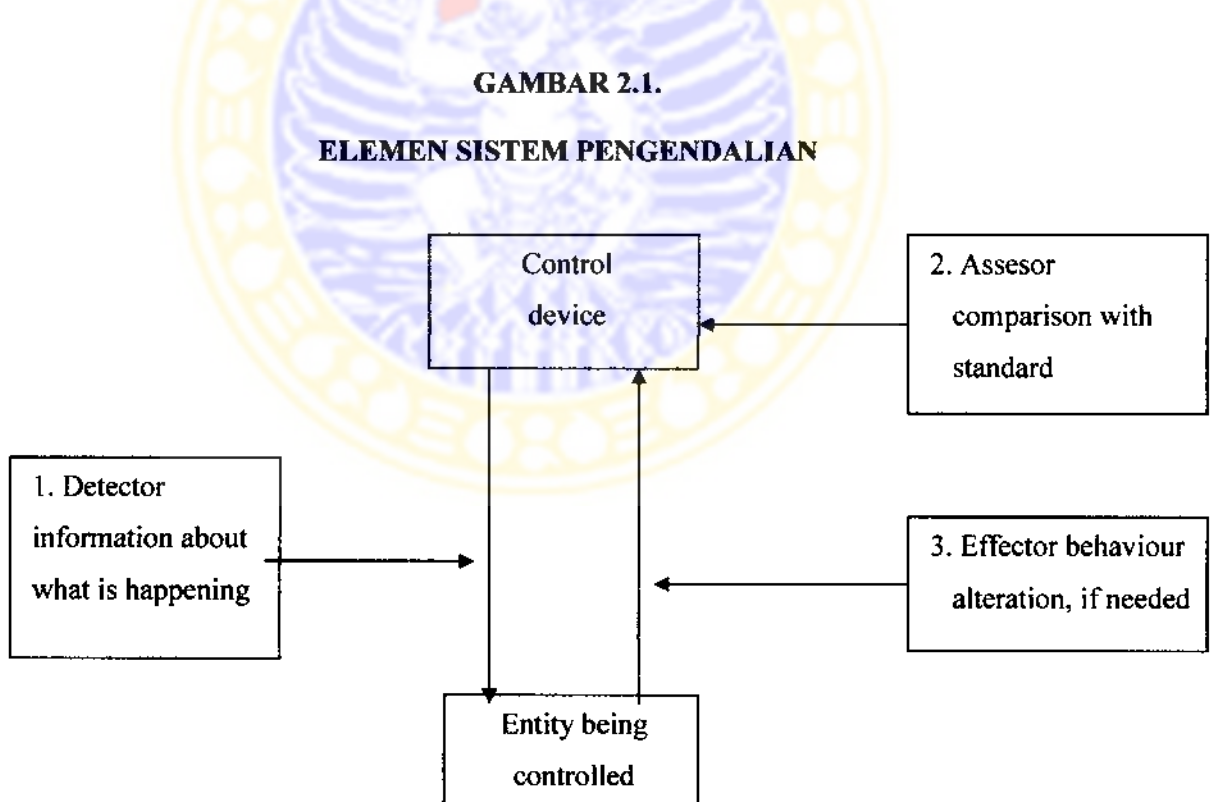 GAMBAR 2.1.
ELEMEN SISTEM PENGENDALIAN
Control
device
2. Assesor
comparison with
standard
1. Detector
information about
what is happening
3. Effector behaviour
alteration, if needed
Entity being
controlled